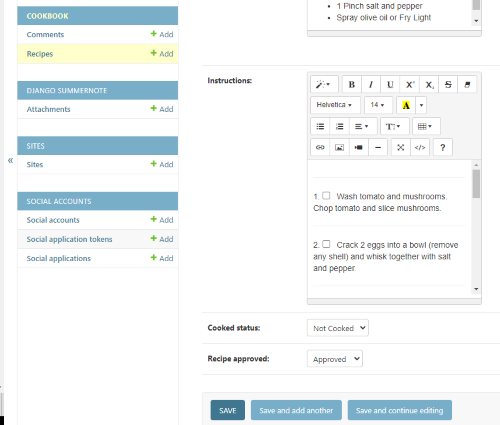 COOKBOOK
Comments + Add
Recipes + Add
DJANGO SUMMERNOTE
Attachments + Add
SITES
Sites + Add
SOCIAL ACCOUNTS
Social accounts + Add
Social application tokens + Add
Social applications + Add
«
• 1 Pinch salt and pepper
• Spray olive oil or Fry Light
Instructions:
B I U X² X₂ S
Helvetica 14 A
T↕
</> ?
1. Wash tomato and mushrooms.
Chop tomato and slice mushrooms.
2. Crack 2 eggs into a bowl (remove
any shell) and whisk together with salt
and pepper.
Cooked status: Not Cooked
Recipe approved: Approved
SAVE Save and add another Save and continue editing